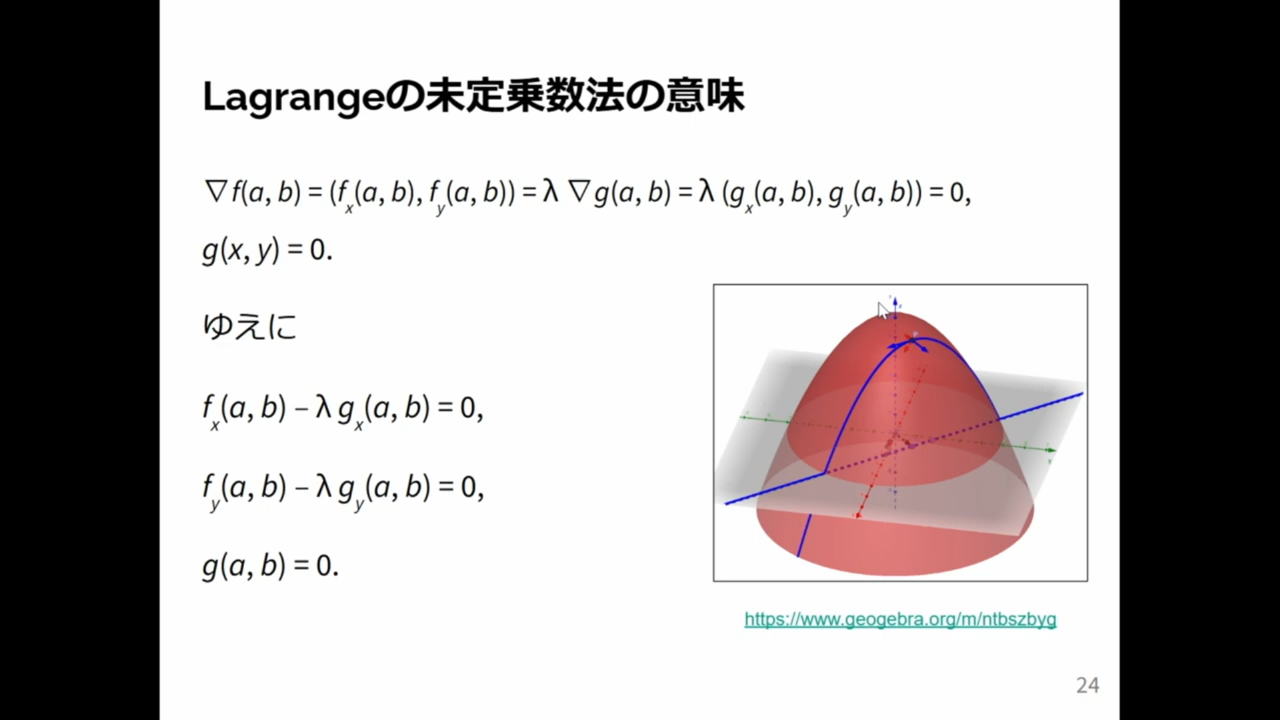 Lagrangeの未定乗数法の意味
▽f(a, b) = (fx(a, b), fy(a, b)) = λ ▽g(a, b) = λ (gx(a, b), gy(a, b)) = 0,
g(x, y) = 0.
ゆえに
fx(a, b) – λ gx(a, b) = 0,
fy(a, b) – λ gy(a, b) = 0,
g(a, b) = 0.
https://www.geogebra.org/m/ntbszbyg
24